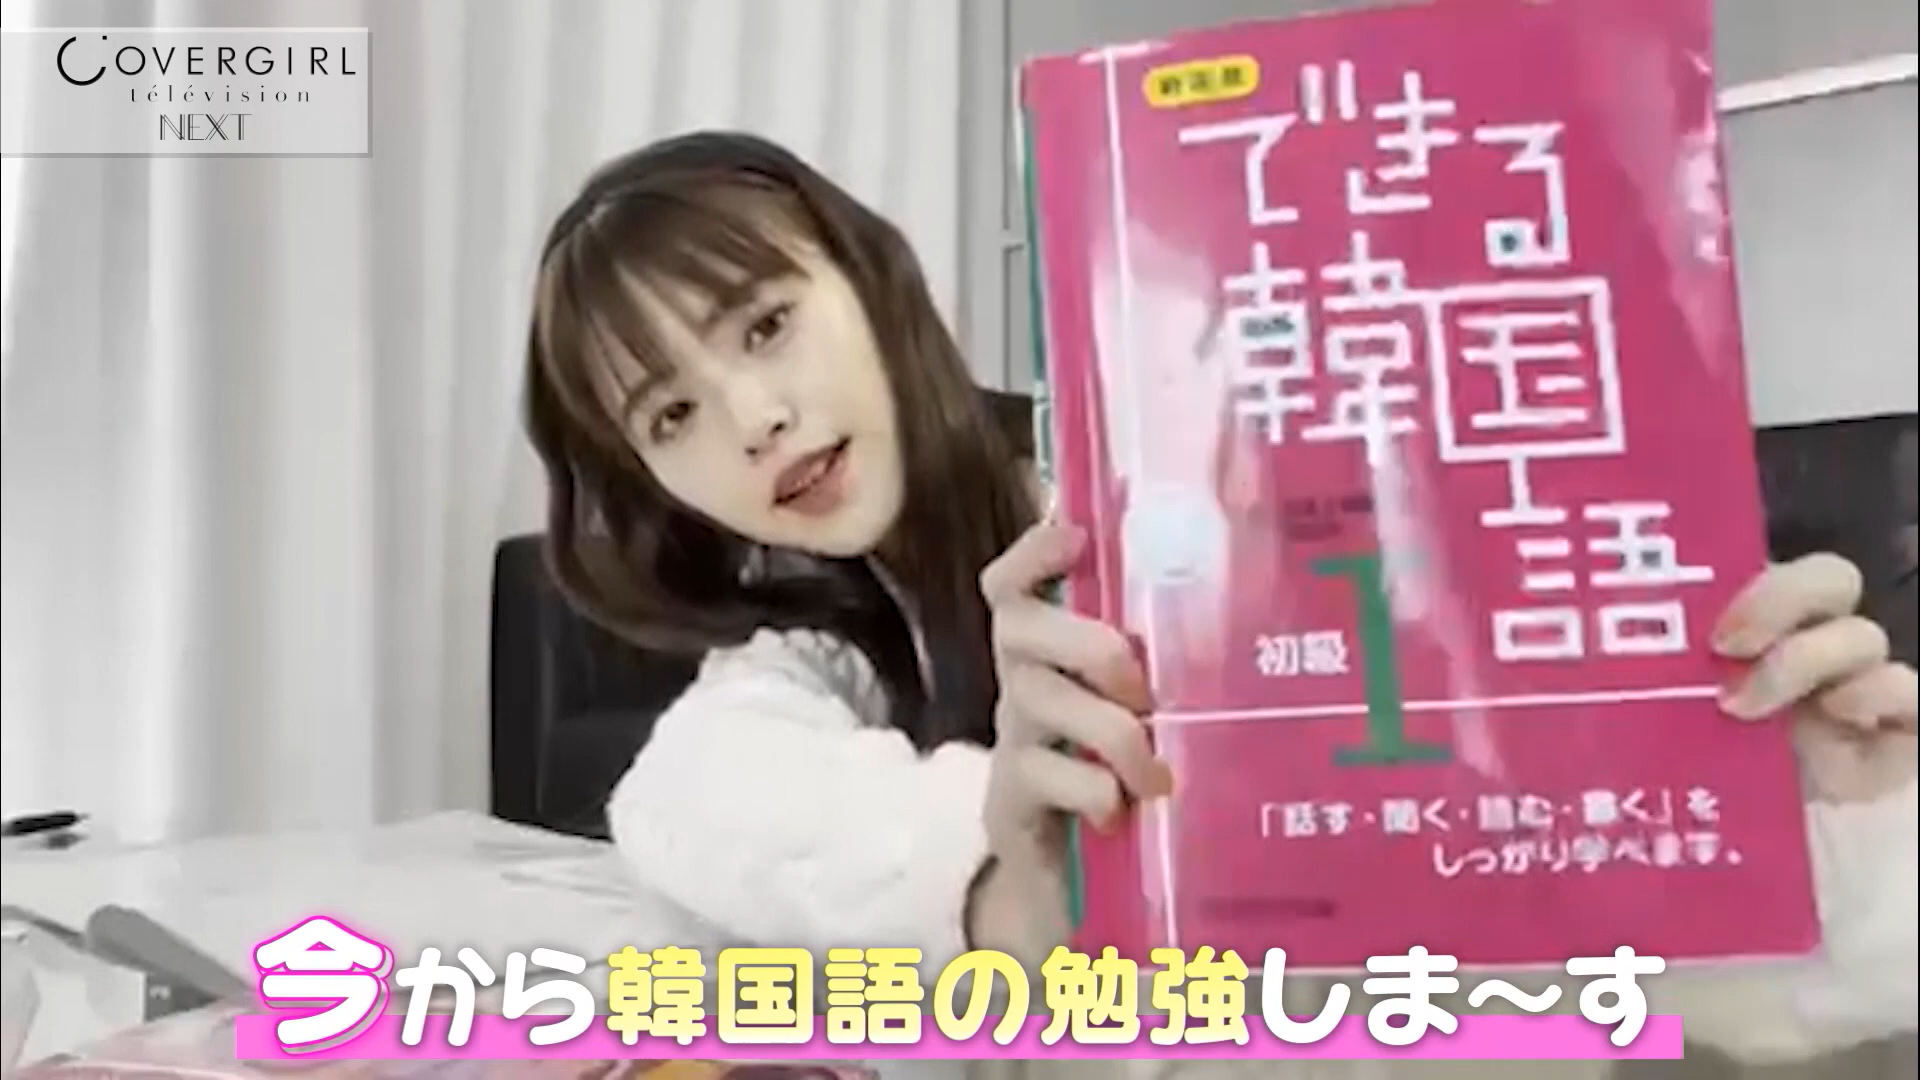 COVERGIRL
télévision
NEXT
新装版
できる
韓国語
初級
1
「話す・聞く・読む・書く」を
しっかり学べます。
今から韓国語の勉強しま～す